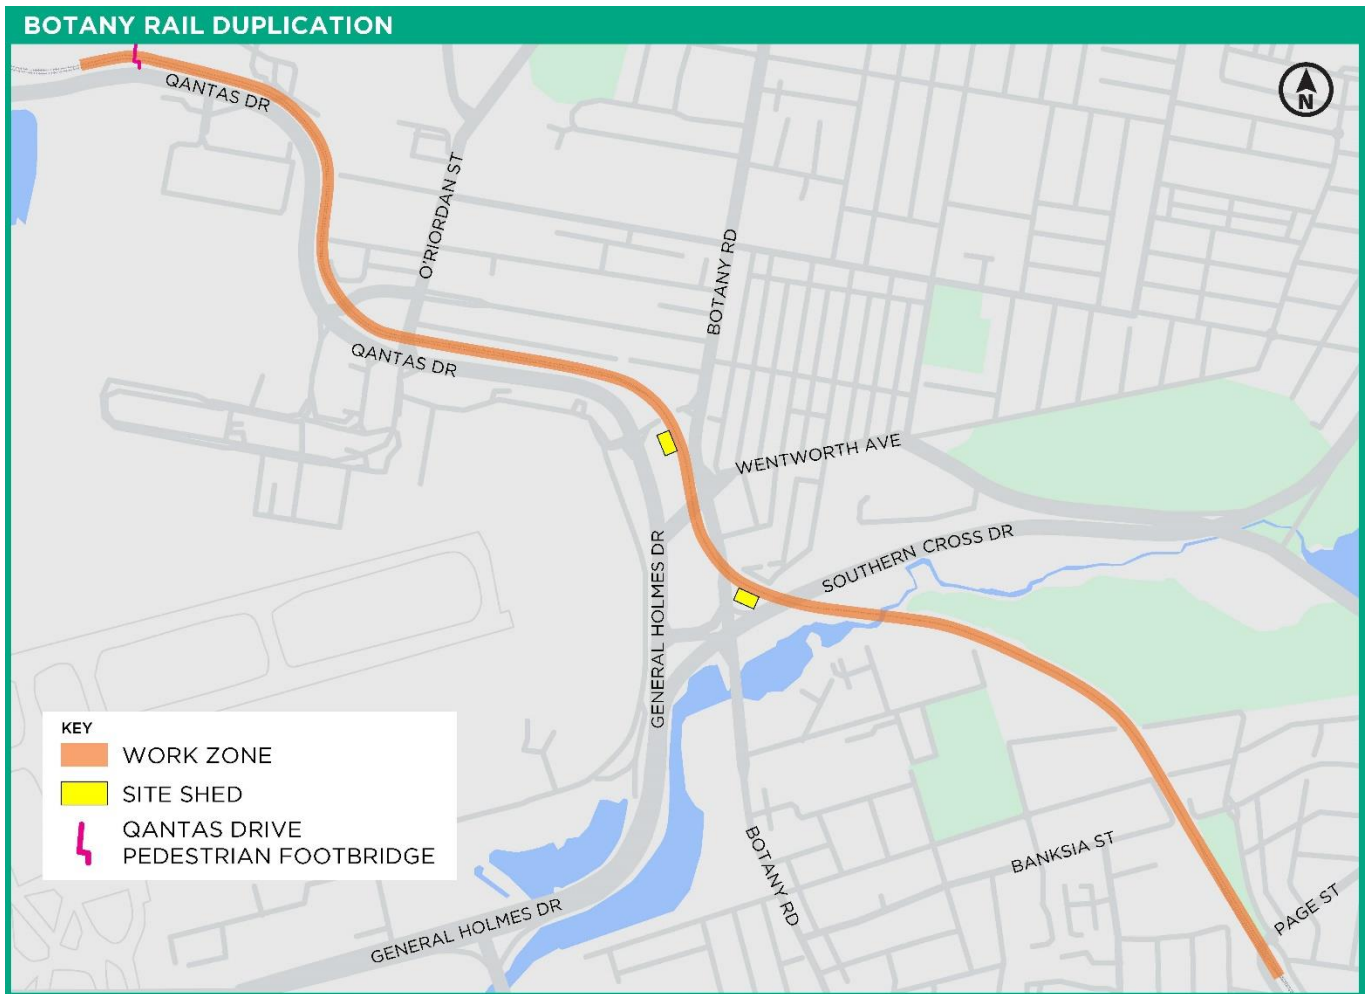 BOTANY RAIL DUPLICATION
N
QANTAS DR
O'RIORDAN ST
BOTANY RD
QANTAS DR
WENTWORTH AVE
SOUTHERN CROSS DR
GENERAL HOLMES DR
KEY
WORK ZONE
SITE SHED
QANTAS DRIVE
PEDESTRIAN FOOTBRIDGE
BOTANY RD
BANKSIA ST
PAGE ST
GENERAL HOLMES DR